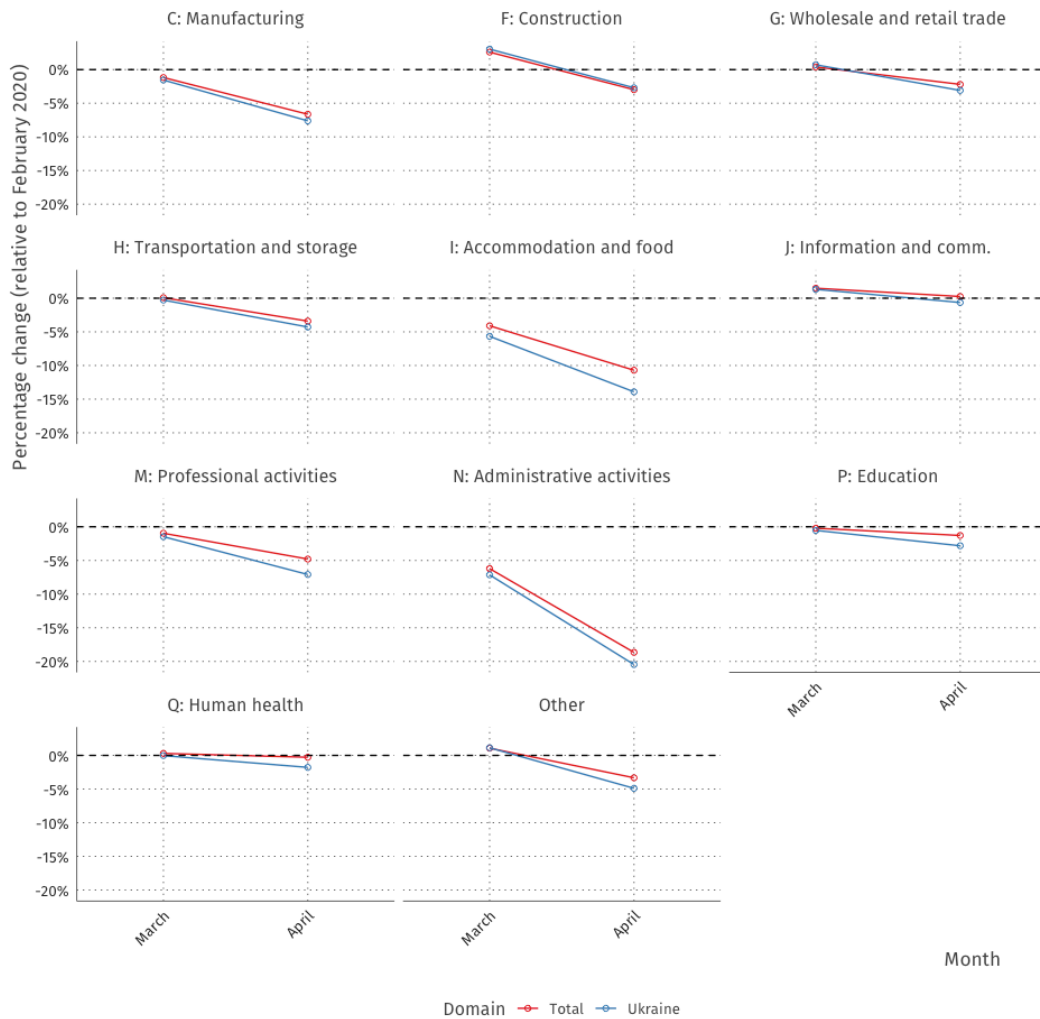 C: Manufacturing
F: Construction
G: Wholesale and retail trade
0%
-5%
-10%
-15%
-20%
H: Transportation and storage
I: Accommodation and food
J: Information and comm.
0%
-5%
-10%
-15%
-20%
Percentage change (relative to February 2020)
M: Professional activities
N: Administrative activities
P: Education
0%
-5%
-10%
-15%
-20%
March
April
Q: Human health
Other
0%
-5%
-10%
-15%
-20%
March
April
March
April
Month
Domain Total Ukraine